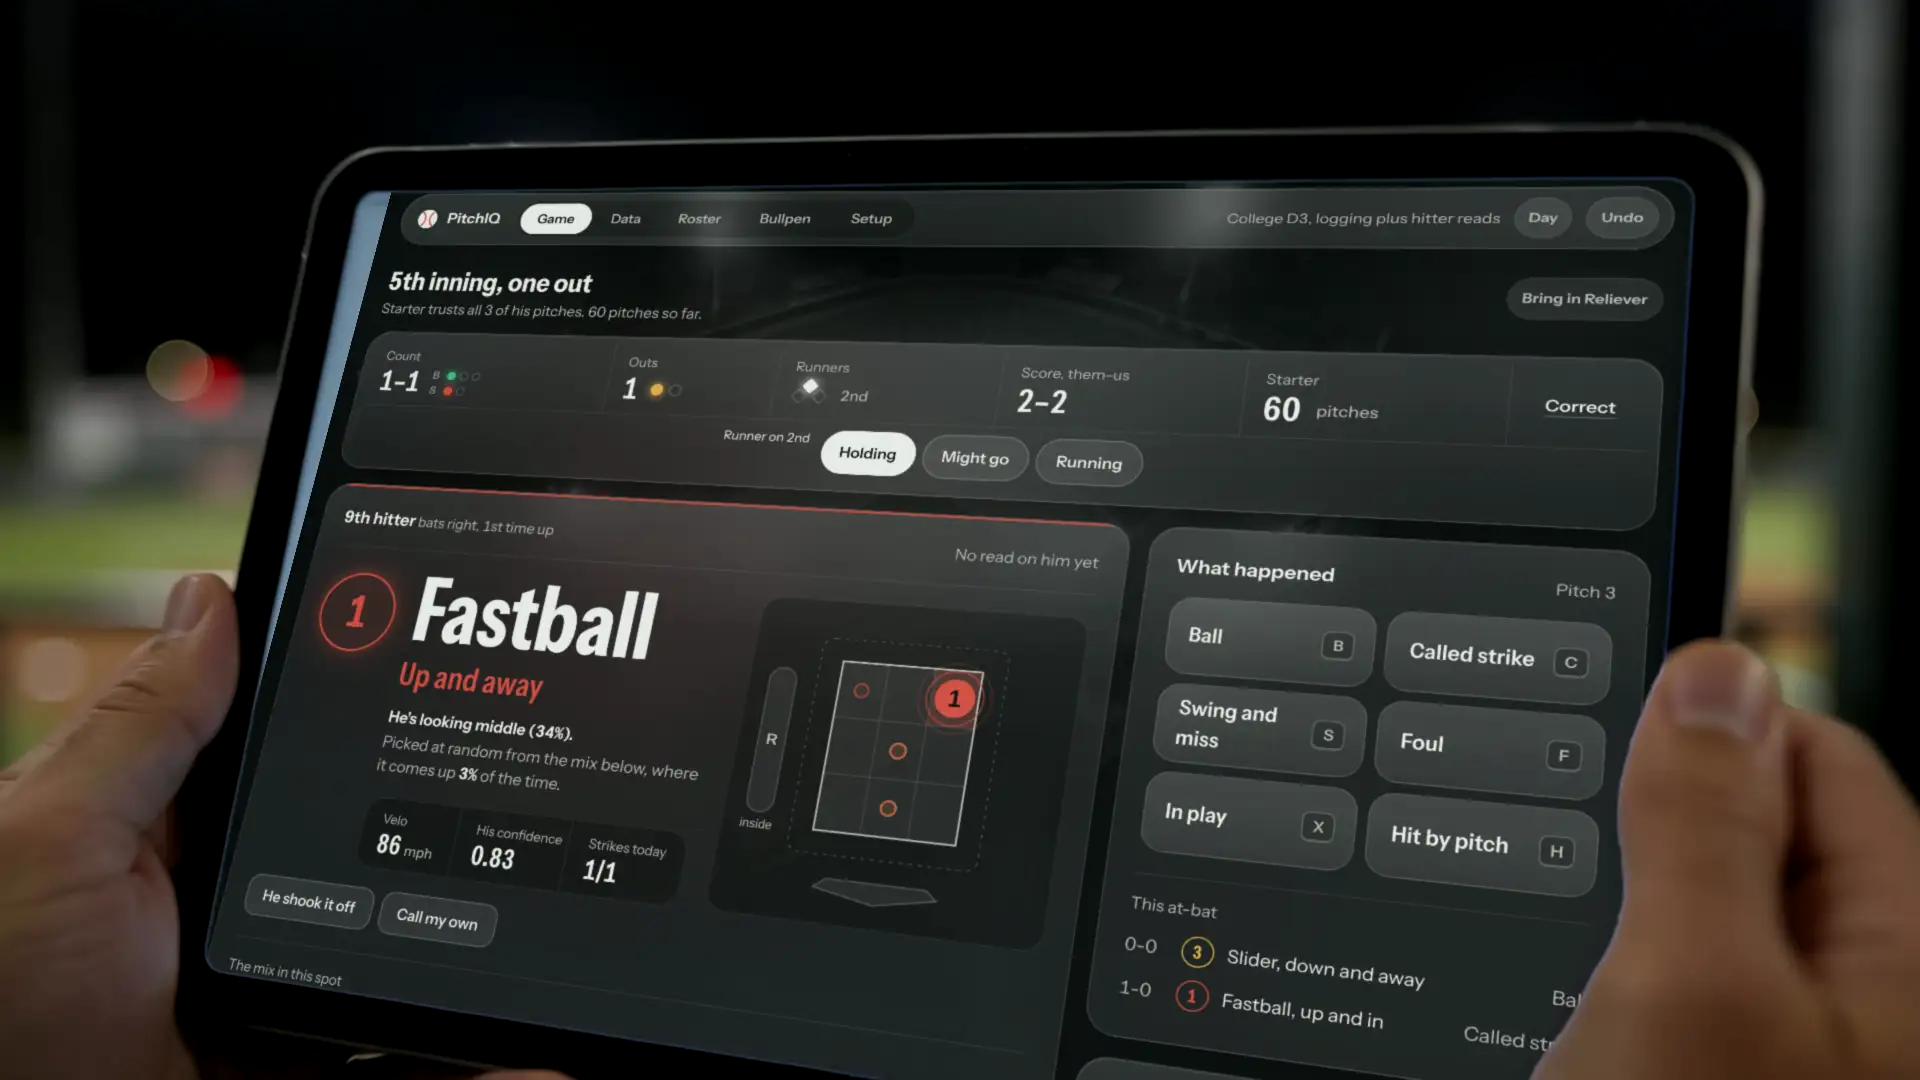 PitchIQ
Game
Data
Roster
Bullpen
Setup
College D3, logging plus hitter reads
Day
Undo
5th inning, one out
Starter trusts all 3 of his pitches. 60 pitches so far.
Bring in Reliever
Count
1-1
B
S
Outs
1
Runners
2nd
Score, them-us
2-2
Starter
60 pitches
Correct
Runner on 2nd
Holding
Might go
Running
9th hitter bats right, 1st time up
No read on him yet
1
Fastball
Up and away
He's looking middle (34%).
Picked at random from the mix below, where
it comes up 3% of the time.
Velo
86 mph
His confidence
0.83
Strikes today
1/1
He shook it off
Call my own
The mix in this spot
R
inside
1
What happened
Pitch 3
Ball B
Called strike C
Swing and
miss S
Foul F
In play X
Hit by pitch H
This at-bat
0-0 3 Slider, down and away
1-0 1 Fastball, up and in
Called